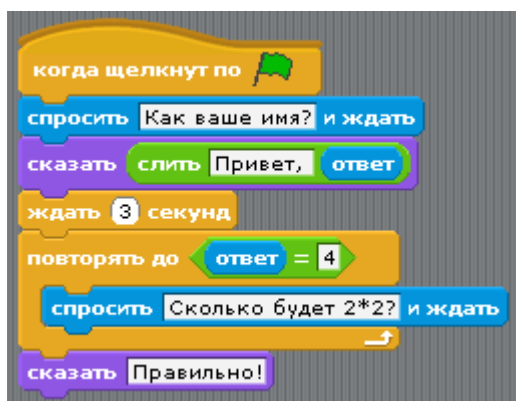 когда щелкнут по
спросить Как ваше имя? и ждать
сказать слить Привет, ответ
ждать 3 секунд
повторять до ответ = 4
спросить Сколько будет 2*2? и ждать
сказать Правильно!